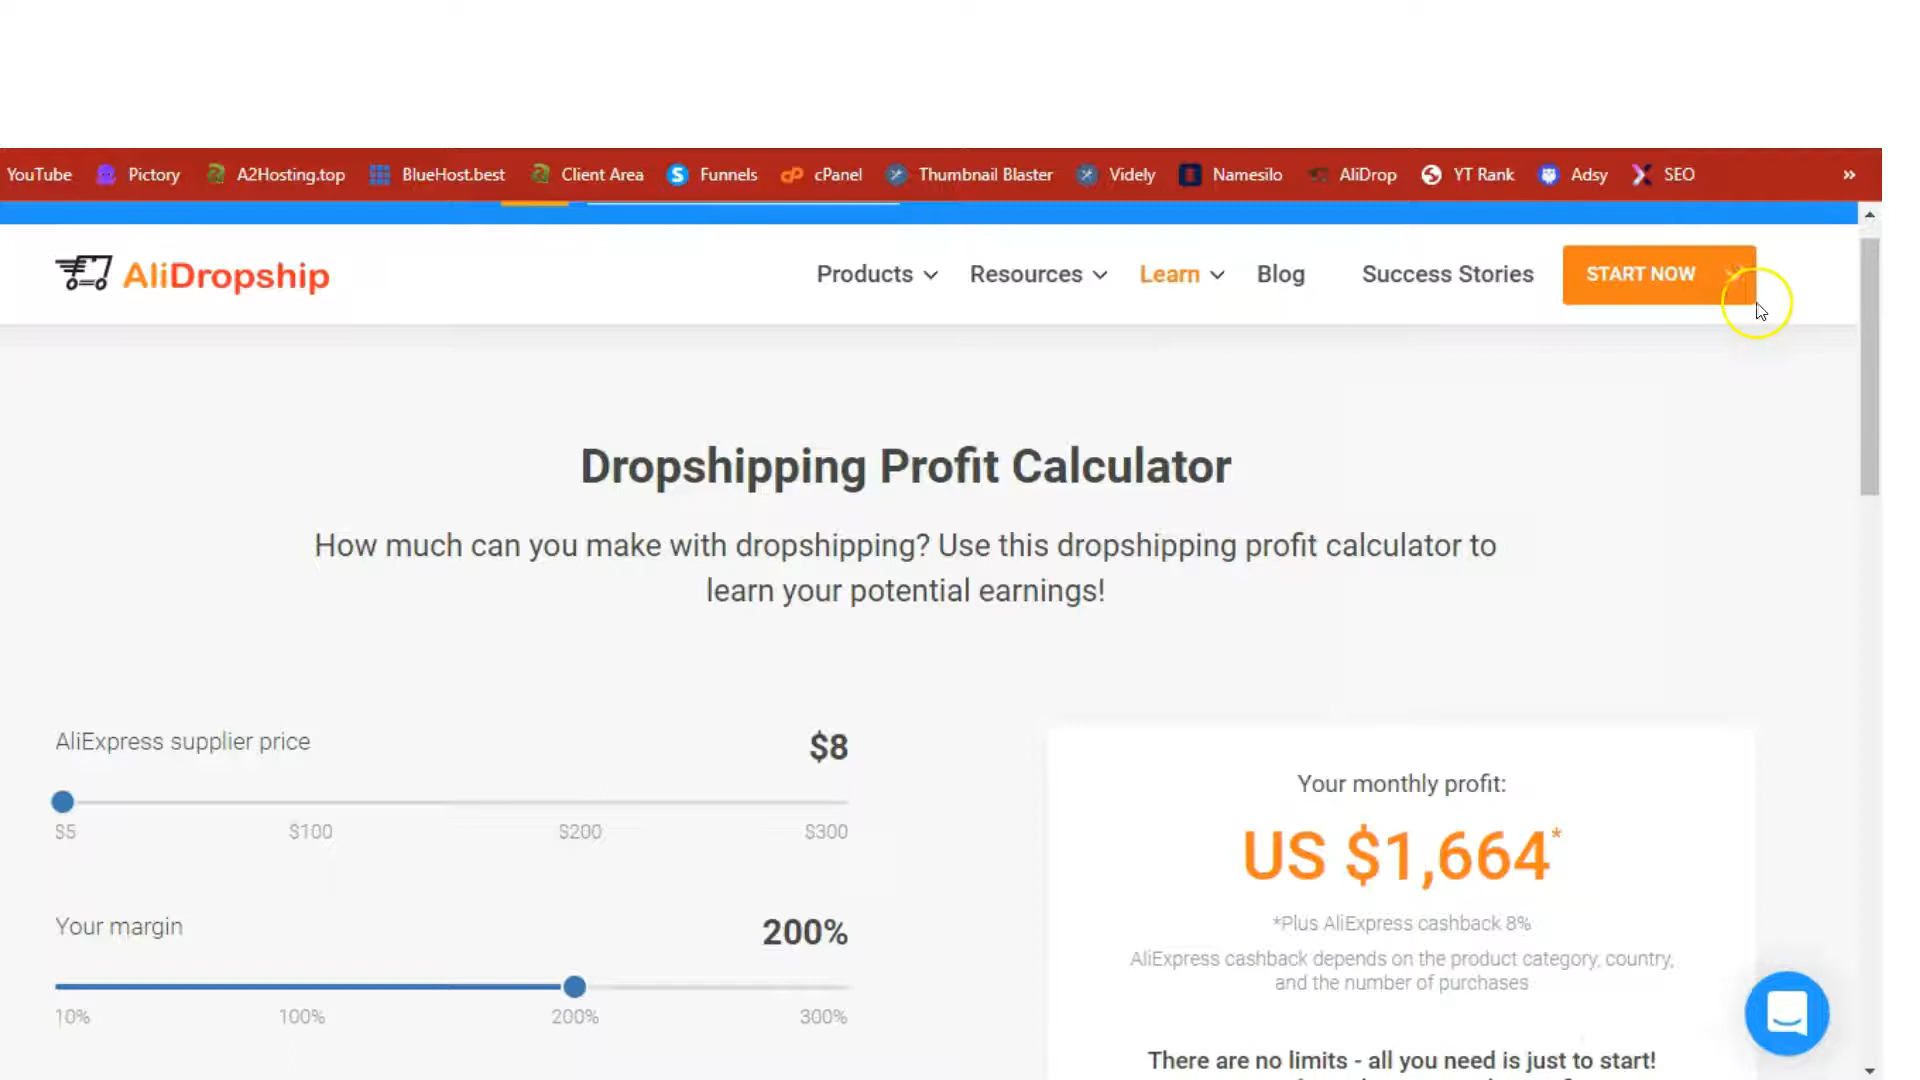 YouTube Pictory A2Hosting.top BlueHost.best Client Area Funnels cPanel Thumbnail Blaster Videly Namesilo AliDrop YT Rank Adsy SEO »
AliDropship Products Resources Learn Blog Success Stories START NOW
Dropshipping Profit Calculator
How much can you make with dropshipping? Use this dropshipping profit calculator to
learn your potential earnings!
AliExpress supplier price $8
$5 $100 $200 $300
Your margin 200%
10% 100% 200% 300%
Your monthly profit:
US $1,664*
*Plus AliExpress cashback 8%
AliExpress cashback depends on the product category, country,
and the number of purchases
There are no limits - all you need is just to start!